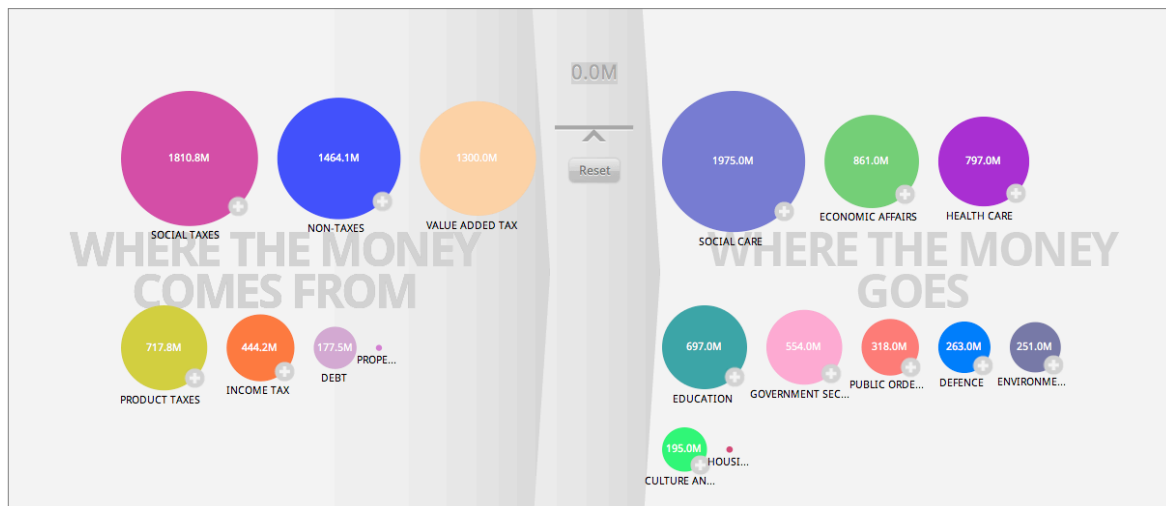 0.0M
Reset
WHERE THE MONEY
COMES FROM
1810.8M
SOCIAL TAXES
1464.1M
NON-TAXES
1300.0M
VALUE ADDED TAX
717.8M
PRODUCT TAXES
444.2M
INCOME TAX
177.5M
DEBT
PROPE...
WHERE THE MONEY
GOES
1975.0M
SOCIAL CARE
861.0M
ECONOMIC AFFAIRS
797.0M
HEALTH CARE
697.0M
EDUCATION
554.0M
GOVERNMENT SEC...
318.0M
PUBLIC ORDE...
263.0M
DEFENCE
251.0M
ENVIRONME...
195.0M
CULTURE AN...
HOUSI...